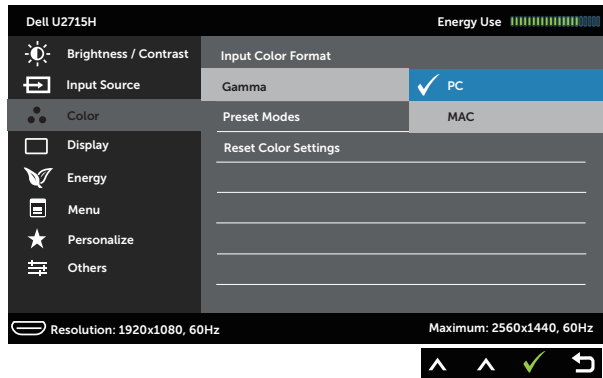 Dell U2715H
Energy Use
Brightness / Contrast
Input Color Format
Input Source
Gamma
PC
Color
Preset Modes
MAC
Display
Reset Color Settings
Energy
Menu
Personalize
Others
Resolution: 1920x1080, 60Hz
Maximum: 2560x1440, 60Hz